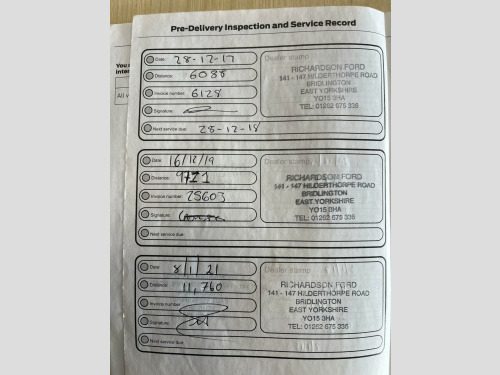 Pre-Delivery Inspection and Service Record
Date: 28-12-17
Distance: 6088
Invoice number: 6128
Signature:
Next service due: 28-12-18
Dealer stamp
RICHARDSON FORD
141 - 147 HILDERTHORPE ROAD
BRIDLINGTON
EAST YORKSHIRE
YO15 3HA
TEL: 01262 675 336
Date: 16/12/19
Distance: 9721
Invoice number: 25603
Signature:
Next service due:
Dealer stamp
RICHARDSON FORD
141 - 147 HILDERTHORPE ROAD
BRIDLINGTON
EAST YORKSHIRE
YO15 3HA
TEL: 01262 675 336
Date: 8/1/21
Distance: 11,760
Invoice number:
Signature:
Next service due:
Dealer stamp
RICHARDSON FORD
141 - 147 HILDERTHORPE ROAD
BRIDLINGTON
EAST YORKSHIRE
YO15 3HA
TEL: 01262 675 336